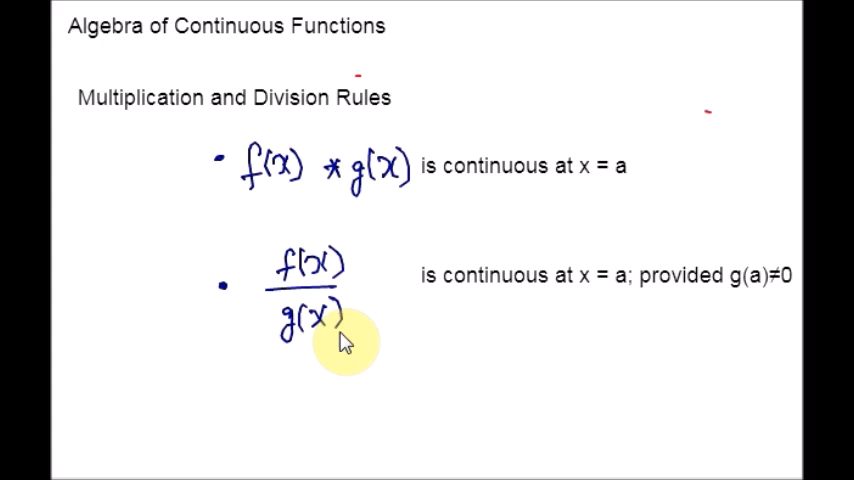 Algebra of Continuous Functions
Multiplication and Division Rules
• f(x) * g(x) is continuous at x = a
• f(x)
g(x)
is continuous at x = a; provided g(a)≠0